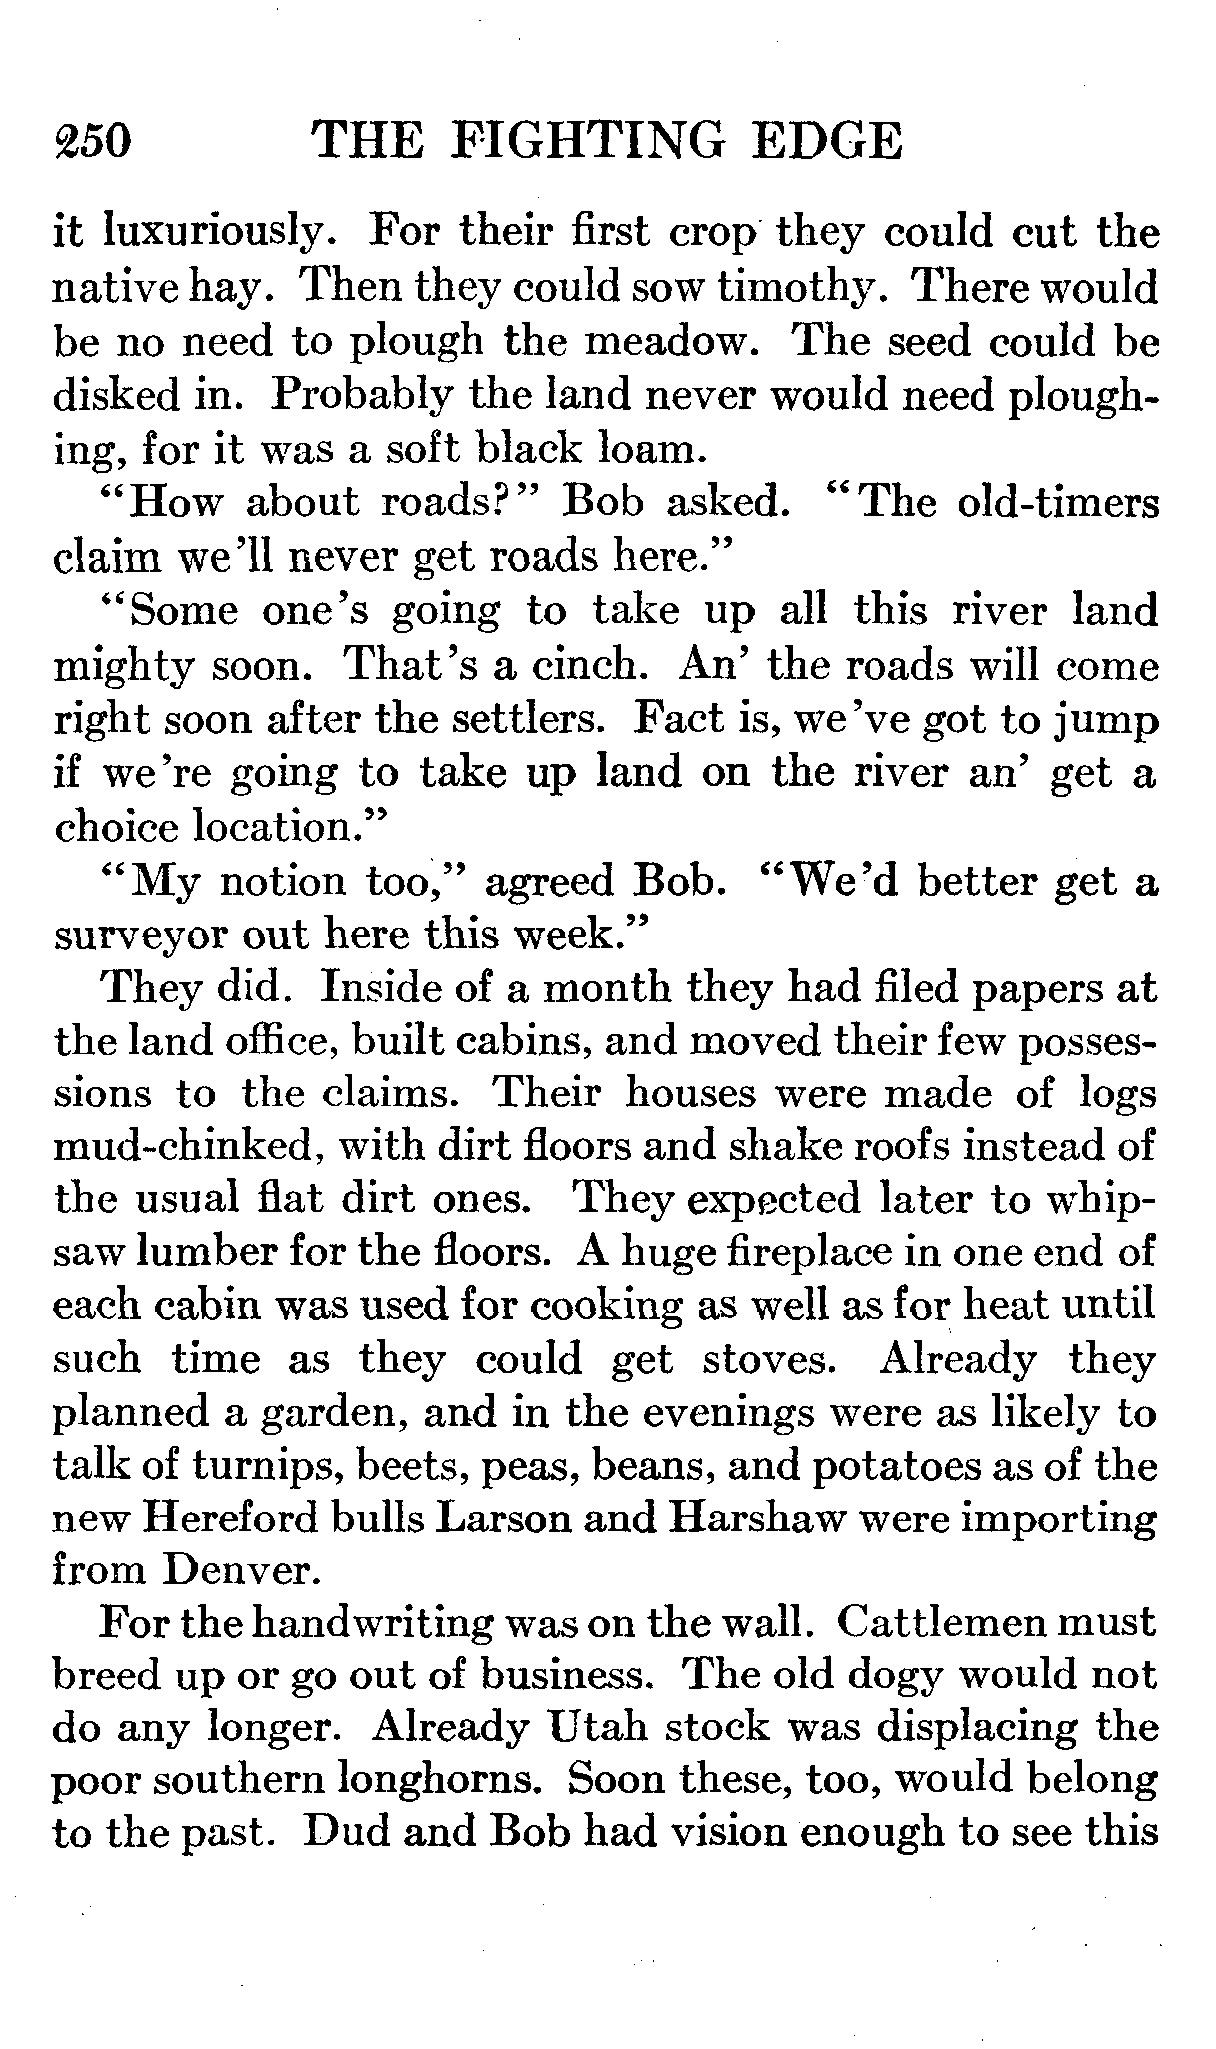 250 THE FIGHTING EDGE
it luxuriously. For their first crop they could cut the
native hay. Then they could sow timothy. There would
be no need to plough the meadow. The seed could be
disked in. Probably the land never would need plough-
ing, for it was a soft black loam.
"How about roads?" Bob asked. "The old-timers
claim we'll never get roads here."
"Some one's going to take up all this river land
mighty soon. That's a cinch. An' the roads will come
right soon after the settlers. Fact is, we've got to jump
if we're going to take up land on the river an' get a
choice location."
"My notion too," agreed Bob. "We'd better get a
surveyor out here this week."
They did. Inside of a month they had filed papers at
the land office, built cabins, and moved their few posses-
sions to the claims. Their houses were made of logs
mud-chinked, with dirt floors and shake roofs instead of
the usual flat dirt ones. They expected later to whip-
saw lumber for the floors. A huge fireplace in one end of
each cabin was used for cooking as well as for heat until
such time as they could get stoves. Already they
planned a garden, and in the evenings were as likely to
talk of turnips, beets, peas, beans, and potatoes as of the
new Hereford bulls Larson and Harshaw were importing
from Denver.
For the handwriting was on the wall. Cattlemen must
breed up or go out of business. The old dogy would not
do any longer. Already Utah stock was displacing the
poor southern longhorns. Soon these, too, would belong
to the past. Dud and Bob had vision enough to see this